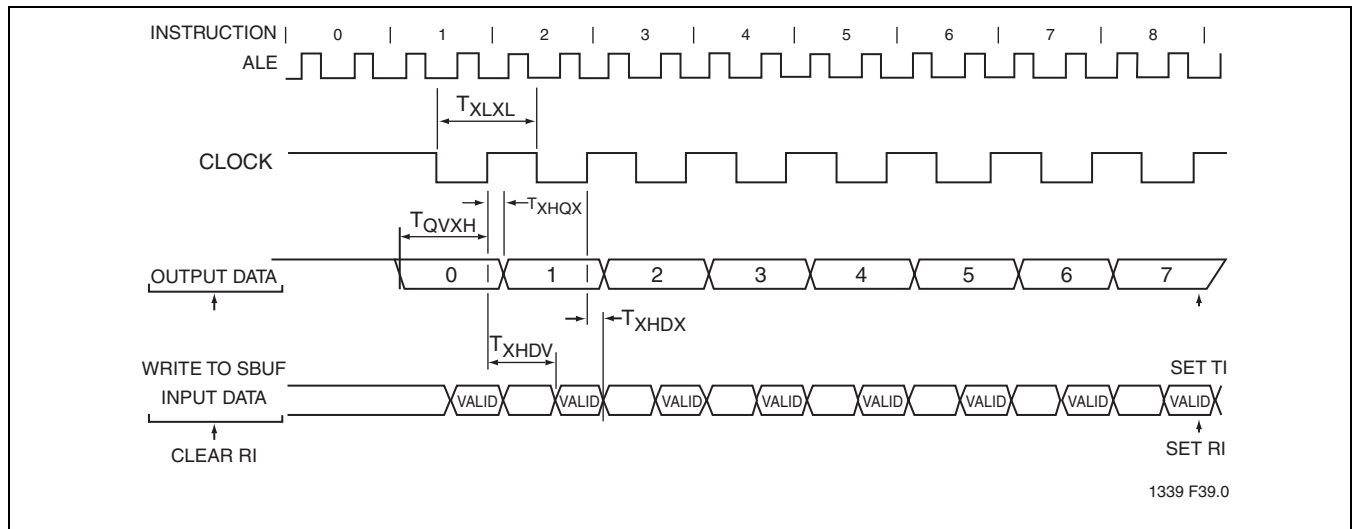 INSTRUCTION | 0 | 1 | 2 | 3 | 4 | 5 | 6 | 7 | 8 |
ALE
TXLXL
CLOCK
TXHQX
TQVXH
OUTPUT DATA 0 1 2 3 4 5 6 7
TXHDX
TXHDV
WRITE TO SBUF SET TI
INPUT DATA VALID VALID VALID VALID VALID VALID VALID VALID
CLEAR RI SET RI
1339 F39.0